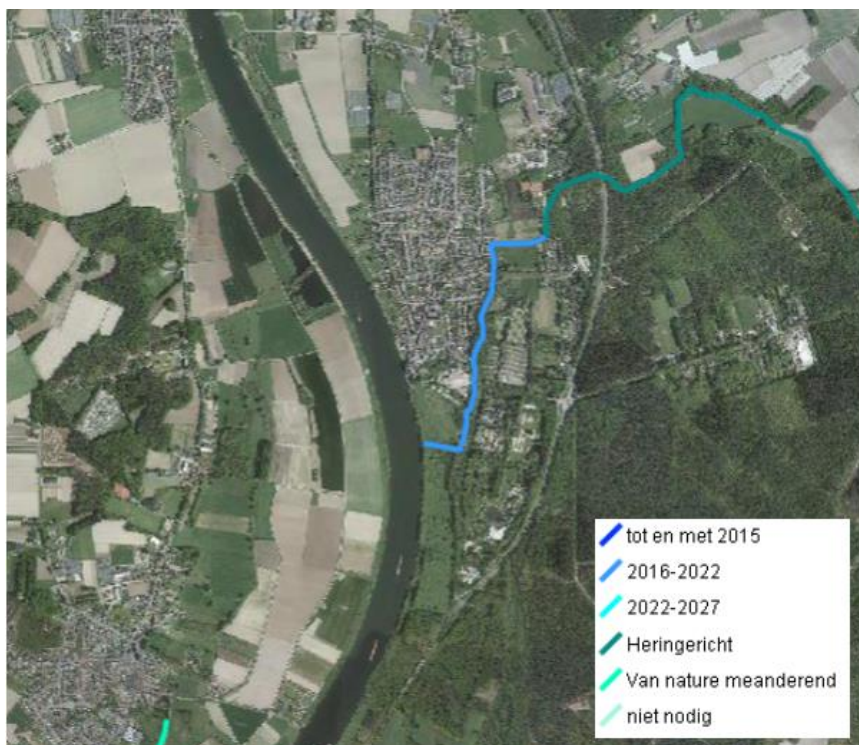 tot en met 2015
2016-2022
2022-2027
Heringericht
Van nature meanderend
niet nodig